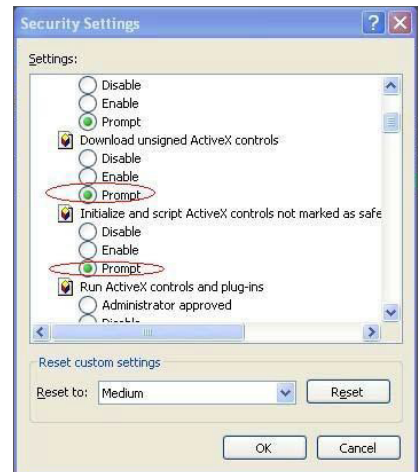 Security Settings
Settings:
Disable
Enable
Prompt
Download unsigned ActiveX controls
Disable
Enable
Prompt
Initialize and script ActiveX controls not marked as safe
Disable
Enable
Prompt
Run ActiveX controls and plug-ins
Administrator approved
Disable
Reset custom settings
Reset to: Medium Reset
OK Cancel